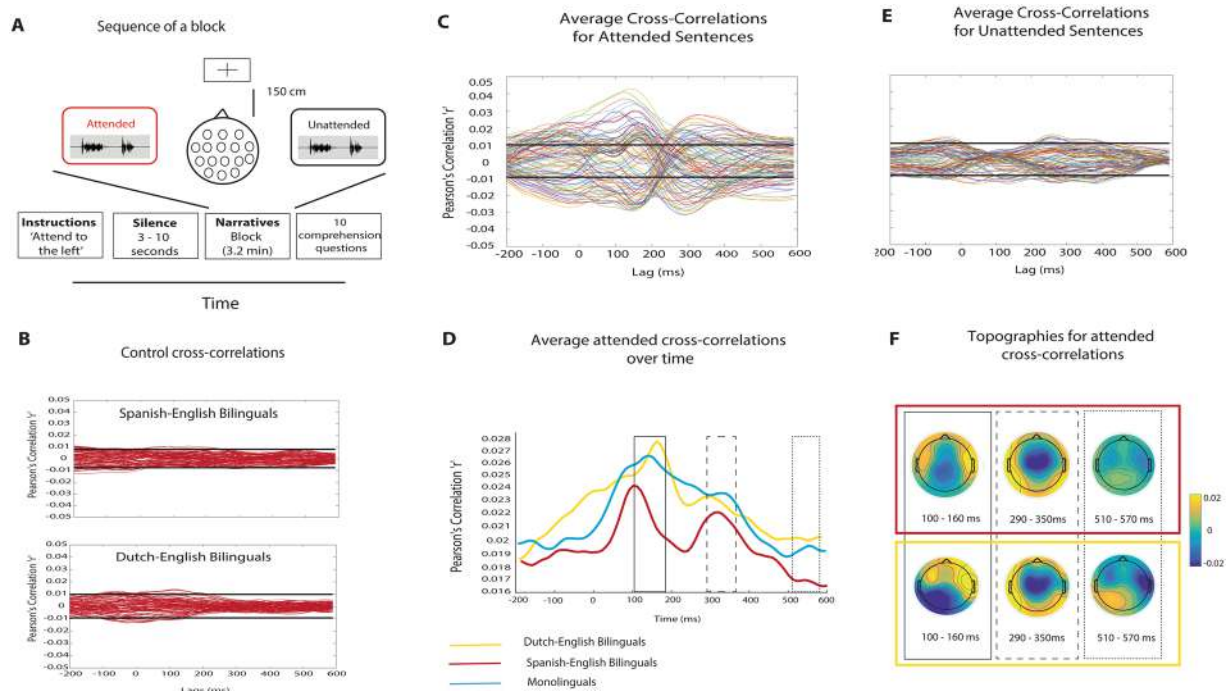 A
Sequence of a block
150 cm
Attended
Unattended
Instructions
'Attend to
the left'
Silence
3 - 10
seconds
Narratives
Block
(3.2 min)
10
comprehension
questions
Time
B
Control cross-correlations
Spanish-English Bilinguals
Pearson's Correlation 'r'
0.05
0.04
0.03
0.02
0.01
0
-0.01
0.02
0.03
0.04
-0.05
-200 -100 0 100 200 300 400 500 600
Dutch-English Bilinguals
Pearson's Correlation 'r'
0.05
0.04
0.03
0.02
0.01
0
-0.01
0.02
0.03
0.04
0.05
-200 -100 0 100 200 300 400 500 600
Lags (ms)
C
Average Cross-Correlations
for Attended Sentences
Pearson's Correlation 'r'
0.05
0.04
0.03
0.02
0.01
0
-0.01
-0.02
-0.03
-0.04
-0.05
-200 -100 0 100 200 300 400 500 600
Lag (ms)
D
Average attended cross-correlations
over time
Pearson's Correlation 'r'
0.028
0.027
0.026
0.025
0.024
0.023
0.022
0.021
0.02
0.019
0.018
0.017
0.016
-200 -100 0 100 200 300 400 500 600
Time (ms)
Dutch-English Bilinguals
Spanish-English Bilinguals
Monolinguals
E
Average Cross-Correlations
for Unattended Sentences
-200 -100 0 100 200 300 400 500 600
Lag (ms)
F
Topographies for attended
cross-correlations
100 - 160 ms
290 - 350 ms
510 - 570 ms
100 - 160 ms
290 - 350ms
510 - 570 ms
0.02
0
-0.02